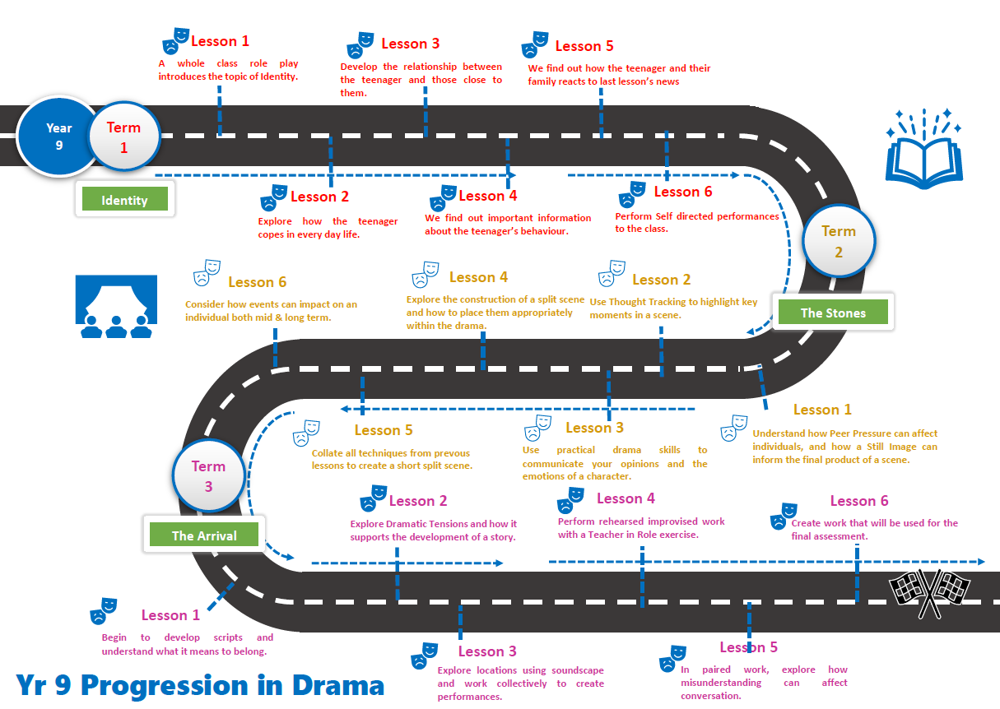 Lesson 1
A whole class role play
introduces the topic of Identity.
Lesson 3
Develop the relationship between
the teenager and those close to
them.
Lesson 5
We find out how the teenager and their
family reacts to last lesson's news
Year
9
Term
1
Identity
Lesson 2
Explore how the teenager
copes in every day life.
Lesson 4
We find out important information
about the teenager's behaviour.
Lesson 6
Perform Self directed performances
to the class.
Term
2
The Stones
Lesson 6
Consider how events can impact on an
individual both mid & long term.
Lesson 4
Explore the construction of a split scene
and how to place them appropriately
within the drama.
Lesson 2
Use Thought Tracking to highlight key
moments in a scene.
Lesson 5
Collate all techniques from prevous
lessons to create a short split scene.
Lesson 3
Use practical drama skills to
communicate your opinions and the
emotions of a character.
Lesson 1
Understand how Peer Pressure can affect
individuals, and how a Still Image can
inform the final product of a scene.
Term
3
The Arrival
Lesson 2
Explore Dramatic Tensions and how it
supports the development of a story.
Lesson 4
Perform rehearsed improvised work
with a Teacher in Role exercise.
Lesson 6
Create work that will be used for the
final assessment.
Lesson 1
Begin to develop scripts and
understand what it means to belong.
Lesson 3
Explore locations using soundscape
and work collectively to create
performances.
Lesson 5
In paired work, explore how
misunderstanding can affect
conversation.
Yr 9 Progression in Drama